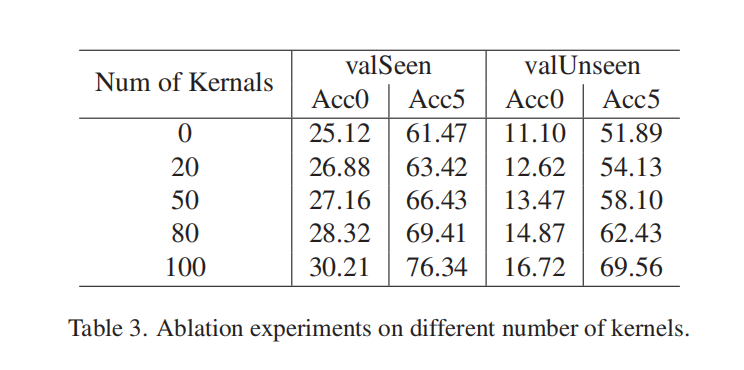 valSeen valUnseen
Num of Kernals
Acc0 Acc5 Acc0 Acc5
0 25.12 61.47 11.10 51.89
20 26.88 63.42 12.62 54.13
50 27.16 66.43 13.47 58.10
80 28.32 69.41 14.87 62.43
100 30.21 76.34 16.72 69.56
Table 3. Ablation experiments on different number of kernels.